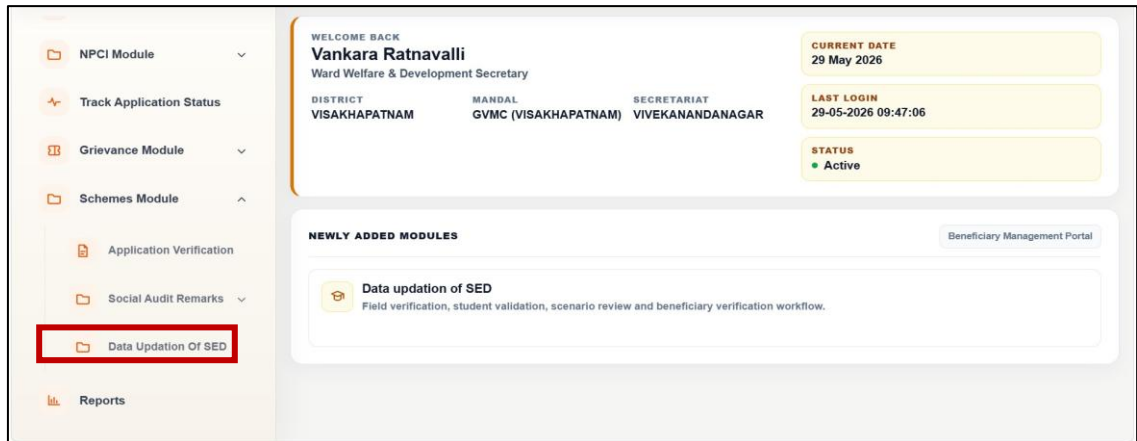 NPCI Module
Track Application Status
Grievance Module
Schemes Module
Application Verification
Social Audit Remarks
Data Updation Of SED
Reports
WELCOME BACK
Vankara Ratnavalli
Ward Welfare & Development Secretary
DISTRICT
VISAKHAPATNAM
MANDAL
GVMC (VISAKHAPATNAM)
SECRETARIAT
VIVEKANANDANAGAR
CURRENT DATE
29 May 2026
LAST LOGIN
29-05-2026 09:47:06
STATUS
Active
NEWLY ADDED MODULES
Beneficiary Management Portal
Data updation of SED
Field verification, student validation, scenario review and beneficiary verification workflow.